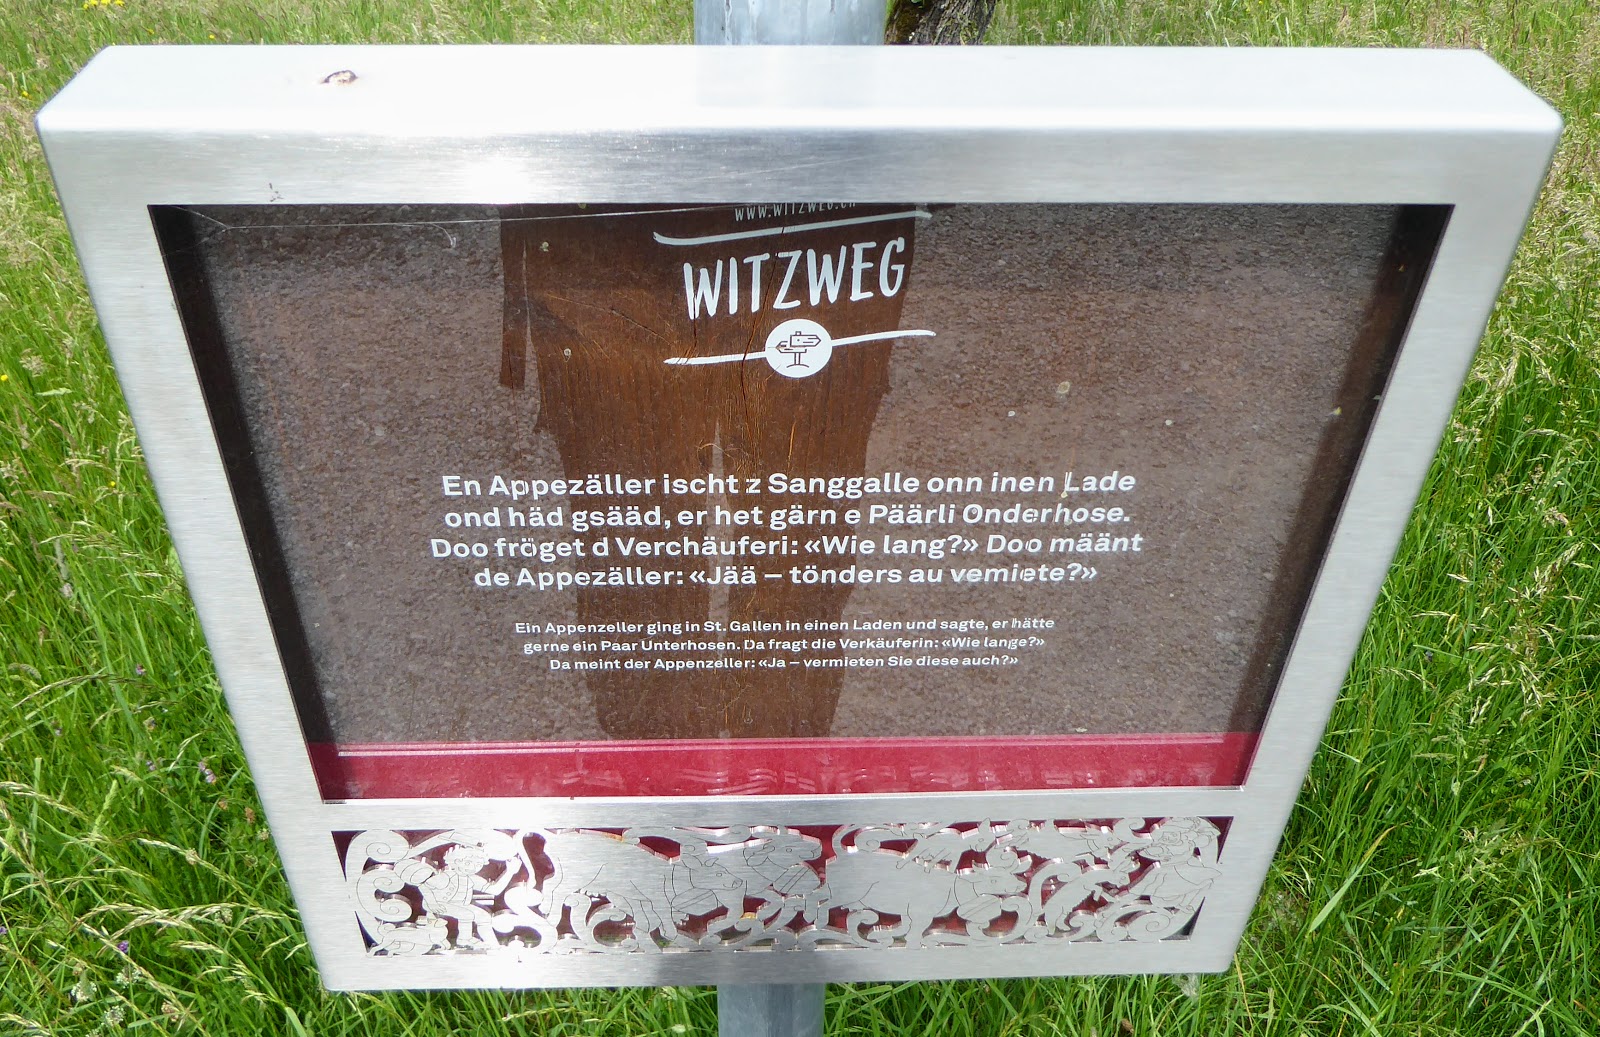 www.witzweg.ch
WITZWEG
En Appezäller ischt z Sanggalle onn inen Lade
ond häd gsääd, er het gärn e Päärli Onderhose.
Doo fröget d Verchäuferi: «Wie lang?» Doo määnt
de Appezäller: «Jää – tönders au vemiete?»
Ein Appenzeller ging in St. Gallen in einen Laden und sagte, er hätte
gerne ein Paar Unterhosen. Da fragt die Verkäuferin: «Wie lange?»
Da meint der Appenzeller: «Ja – vermieten Sie diese auch?»